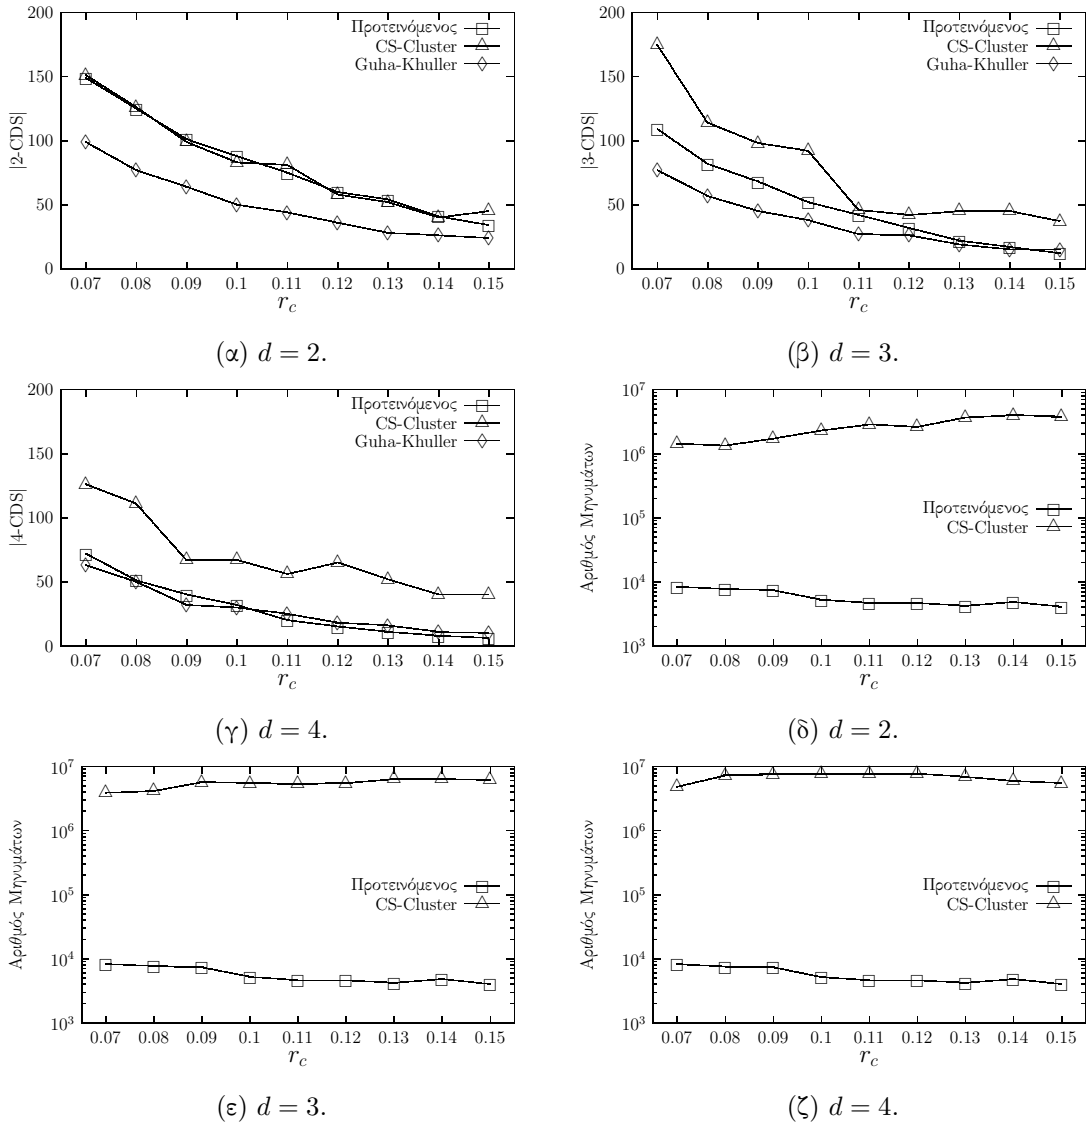 200
150
100
50
0
|2-CDS|
Προτεινόμενος
CS-Cluster
Guha-Khuller
0.07 0.08 0.09 0.1 0.11 0.12 0.13 0.14 0.15
r_c
(α) d = 2.
200
150
100
50
0
|3-CDS|
Προτεινόμενος
CS-Cluster
Guha-Khuller
0.07 0.08 0.09 0.1 0.11 0.12 0.13 0.14 0.15
r_c
(β) d = 3.
200
150
100
50
0
|4-CDS|
Προτεινόμενος
CS-Cluster
Guha-Khuller
0.07 0.08 0.09 0.1 0.11 0.12 0.13 0.14 0.15
r_c
(γ) d = 4.
10^7
10^6
10^5
10^4
10^3
Αριθμός Μηνυμάτων
Προτεινόμενος
CS-Cluster
0.07 0.08 0.09 0.1 0.11 0.12 0.13 0.14 0.15
r_c
(δ) d = 2.
10^7
10^6
10^5
10^4
10^3
Αριθμός Μηνυμάτων
Προτεινόμενος
CS-Cluster
0.07 0.08 0.09 0.1 0.11 0.12 0.13 0.14 0.15
r_c
(ε) d = 3.
10^7
10^6
10^5
10^4
10^3
Αριθμός Μηνυμάτων
Προτεινόμενος
CS-Cluster
0.07 0.08 0.09 0.1 0.11 0.12 0.13 0.14 0.15
r_c
(ζ) d = 4.